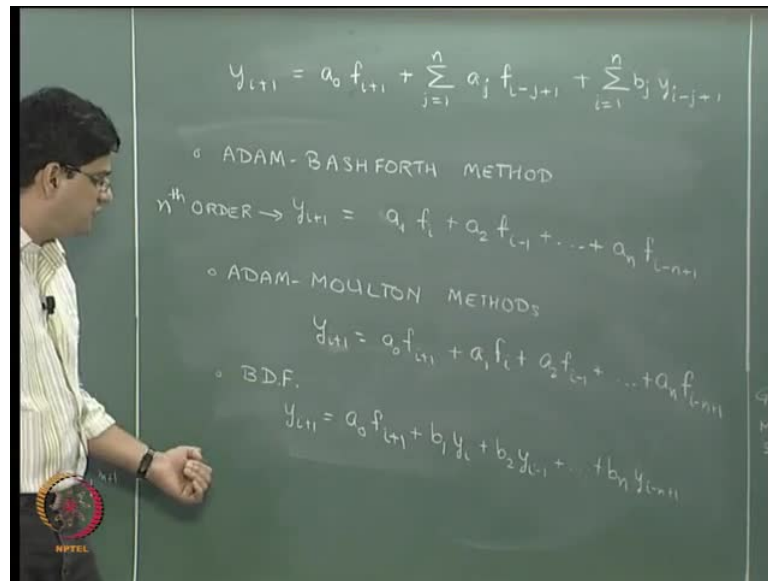 y_{i+1} = a_0 f_{i+1} + \sum_{j=1}^{n} a_j f_{i-j+1} + \sum_{i=1}^{n} b_j y_{i-j+1}
ADAM-BASHFORTH METHOD
n^{th} ORDER → y_{i+1} = a_1 f_i + a_2 f_{i-1} + ... + a_n f_{i-n+1}
ADAM-MOULTON METHODS
y_{i+1} = a_0 f_{i+1} + a_1 f_i + a_2 f_{i-1} + ... + a_n f_{i-n+1}
B.D.F.
y_{i+1} = a_0 f_{i+1} + b_1 y_i + b_2 y_{i-1} + ... + b_n y_{i-n+1}
NPTEL